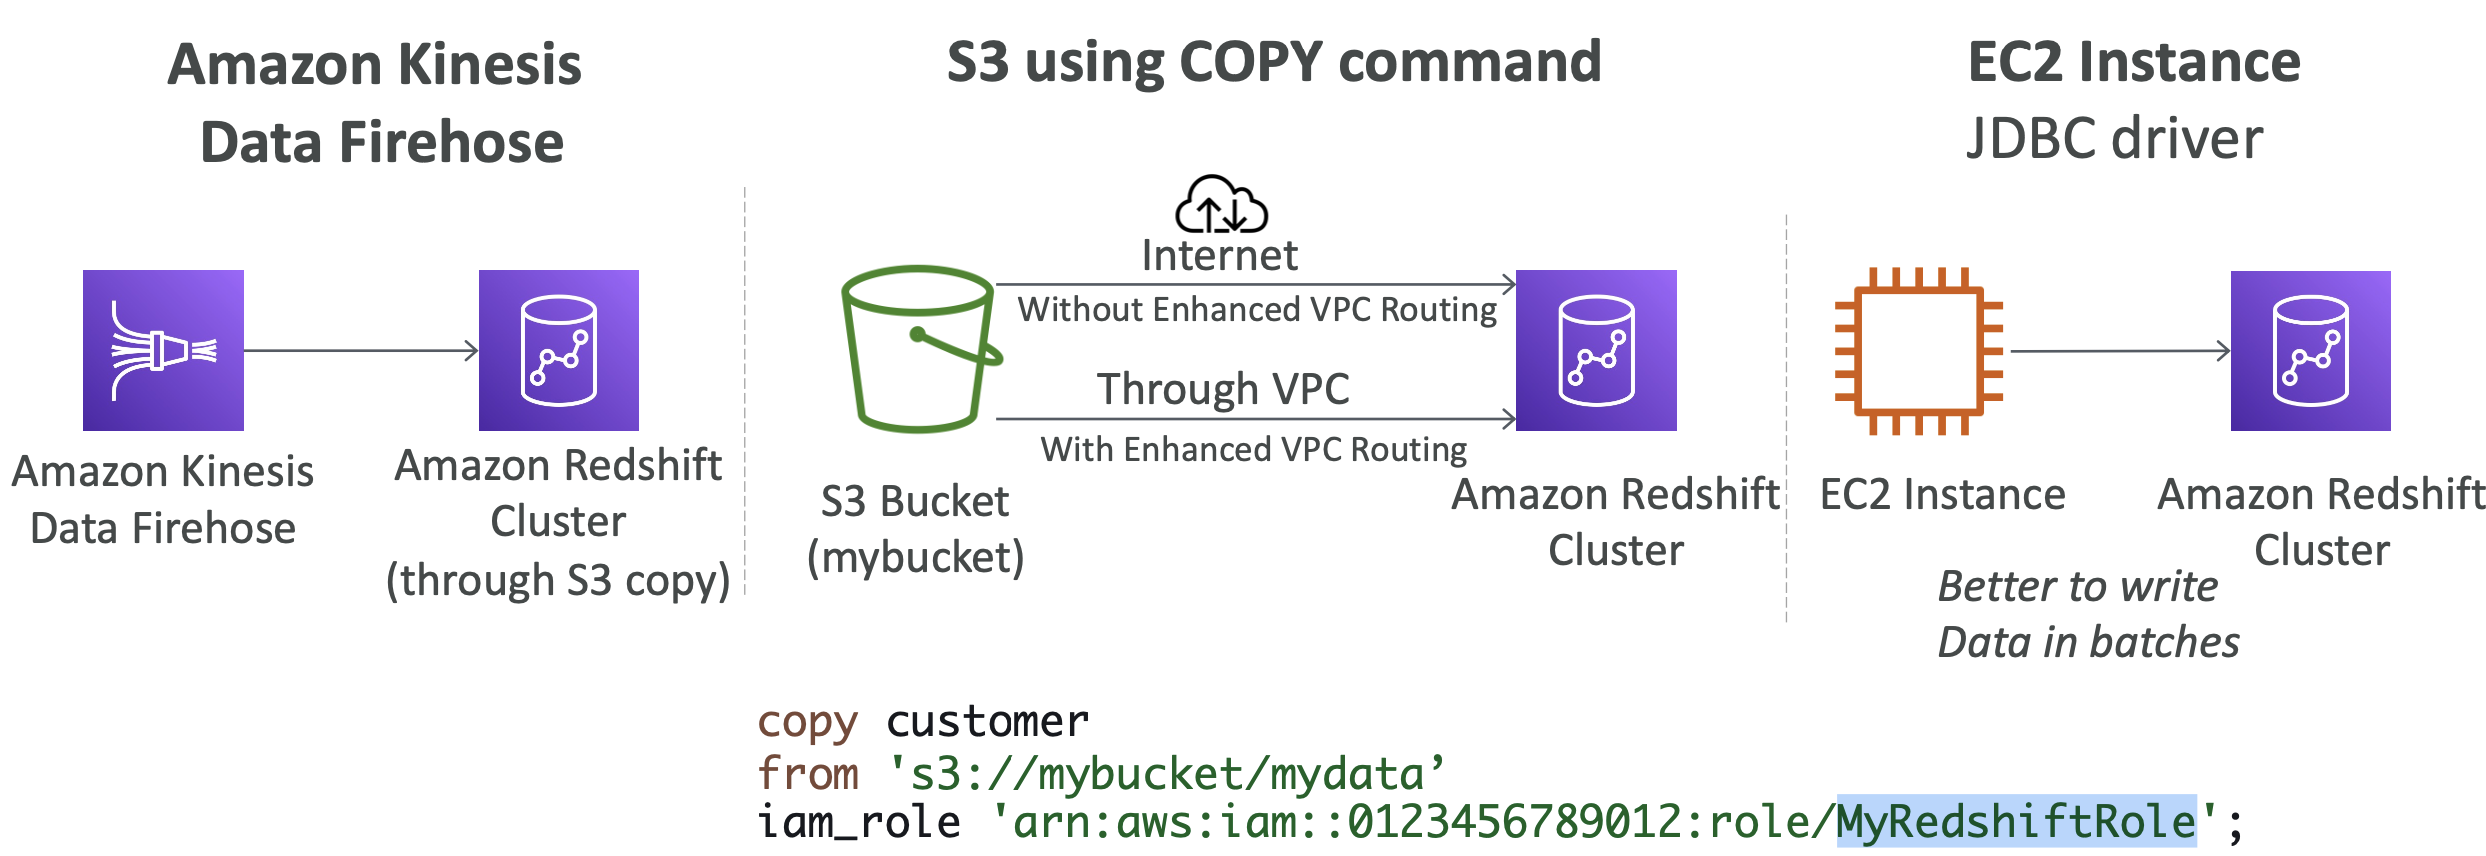 Amazon Kinesis
Data Firehose
Amazon Kinesis
Data Firehose
Amazon Redshift
Cluster
(through S3 copy)
S3 using COPY command
Internet
Without Enhanced VPC Routing
Through VPC
With Enhanced VPC Routing
S3 Bucket
(mybucket)
Amazon Redshift
Cluster
EC2 Instance
JDBC driver
EC2 Instance
Amazon Redshift
Cluster
Better to write
Data in batches
copy customer
from 's3://mybucket/mydata’
iam_role 'arn:aws:iam::0123456789012:role/MyRedshiftRole';